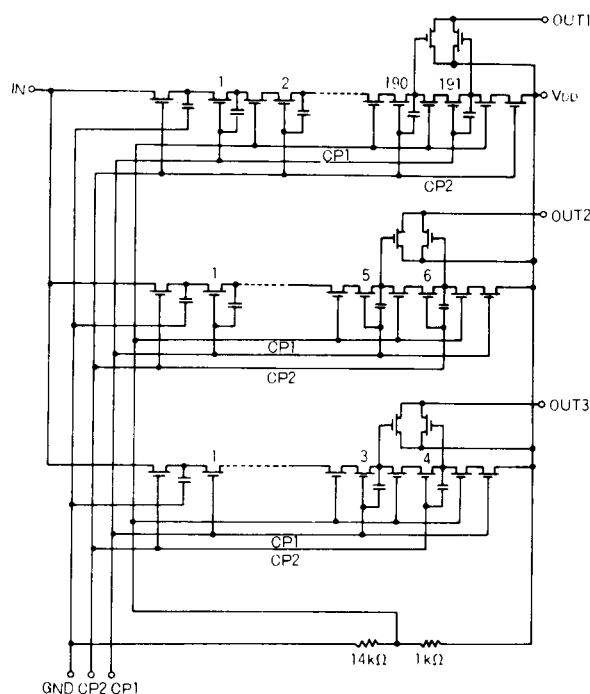 OUT1
1 2 190 191
IN VDD
CP1
CP2
OUT2
1 5 6
CP1
CP2
OUT3
1 3 4
CP1
CP2
14kΩ 1kΩ
GND CP2 CP1